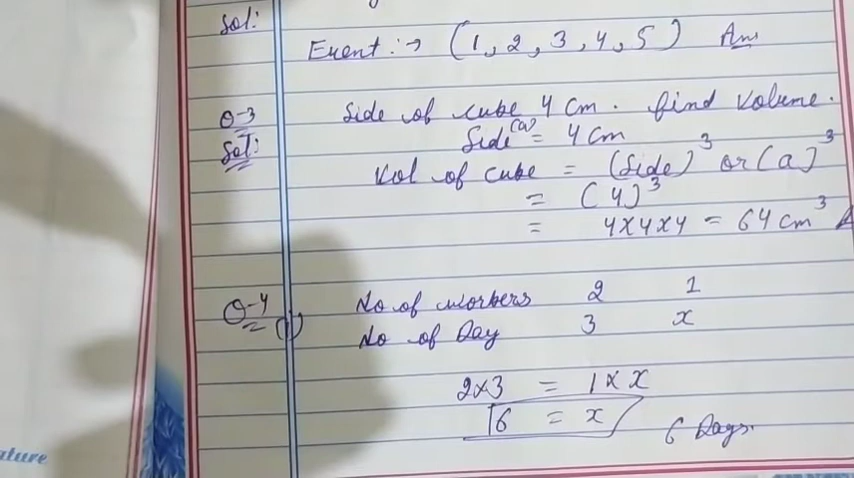 Sol:
Event :→ (1, 2, 3, 4, 5) Ans
Q-3 Side of cube 4 cm. find volume.
Sol: Side (a) = 4 cm
Vol of cube = (Side)³ or (a)³
= (4)³
= 4×4×4 = 64 cm³ A
Q-4 (i) No of workers 2 1
No of Day 3 x
2×3 = 1×x
6 = x 6 Days.
ature